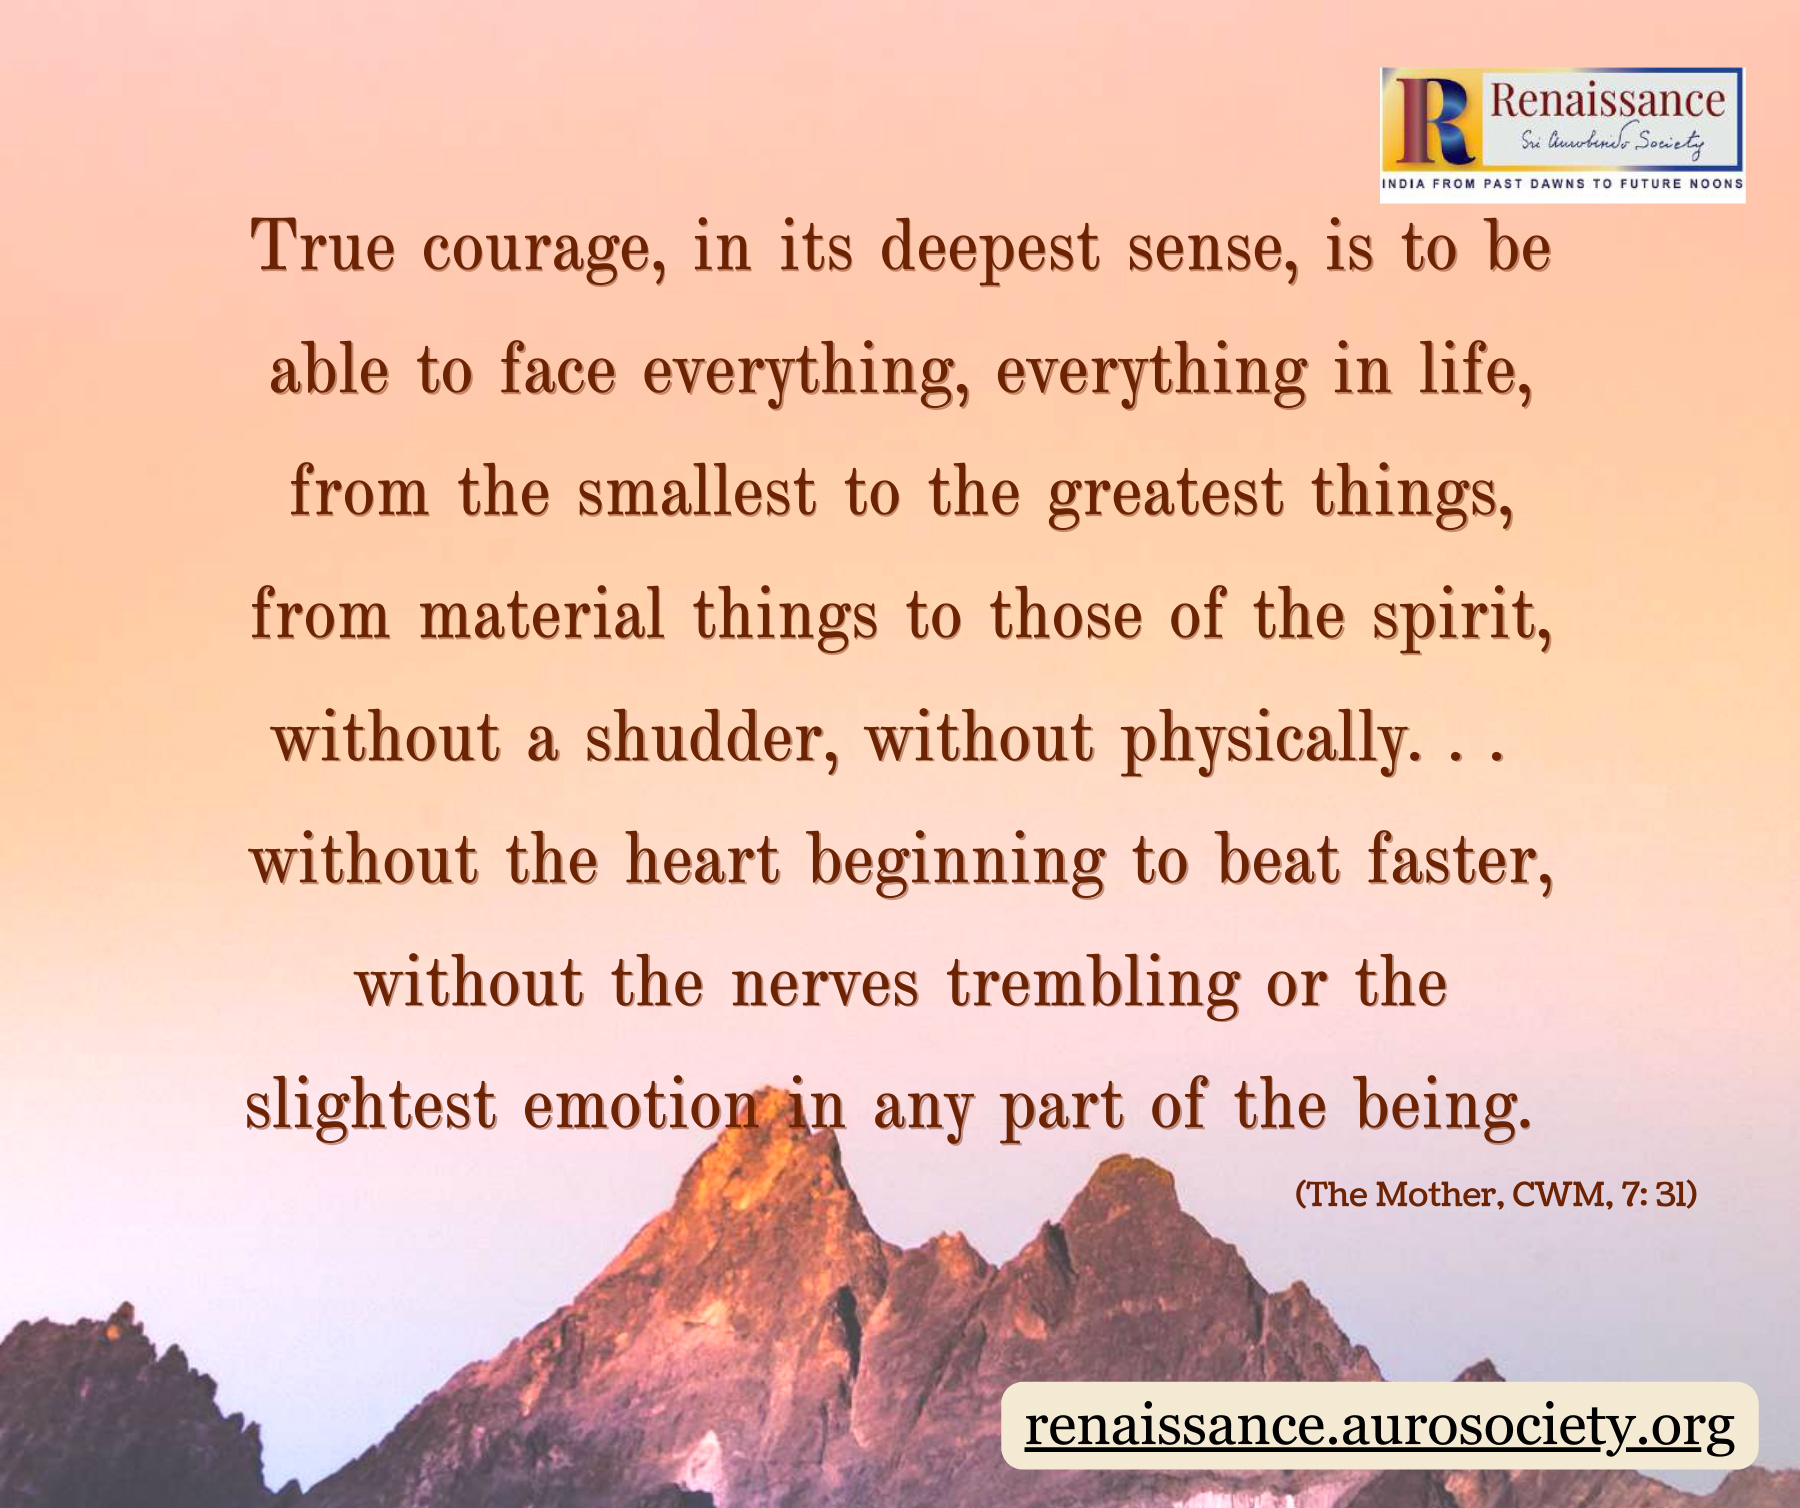 R Renaissance
Sri Aurobindo Society
INDIA FROM PAST DAWNS TO FUTURE NOONS
True courage, in its deepest sense, is to be
able to face everything, everything in life,
from the smallest to the greatest things,
from material things to those of the spirit,
without a shudder, without physically. . .
without the heart beginning to beat faster,
without the nerves trembling or the
slightest emotion in any part of the being.
(The Mother, CWM, 7: 31)
renaissance.aurosociety.org